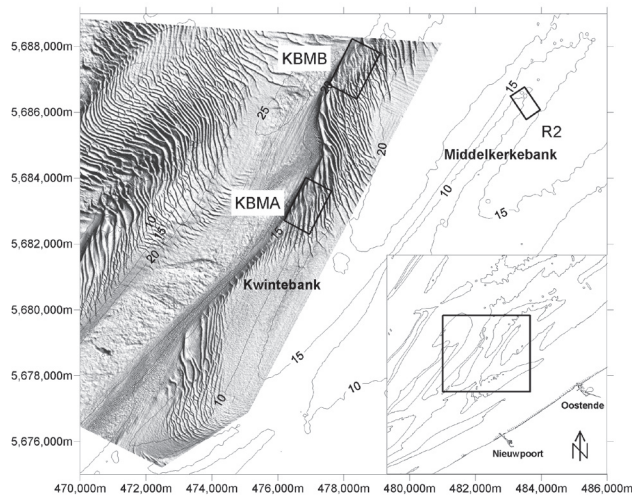 5,688,000m
5,686,000m
5,684,000m
5,682,000m
5,680,000m
5,678,000m
5,676,000m
KBMB
25
15
R2
20
Middelkerkebank
10
15
KBMA
10
15
20
15
Kwintebank
15
10
10
Oostende
Nieuwpoort
N
470,000m 472,000m 474,000m 476,000m 478,000m 480,000m 482,000m 484,000m 486,000m